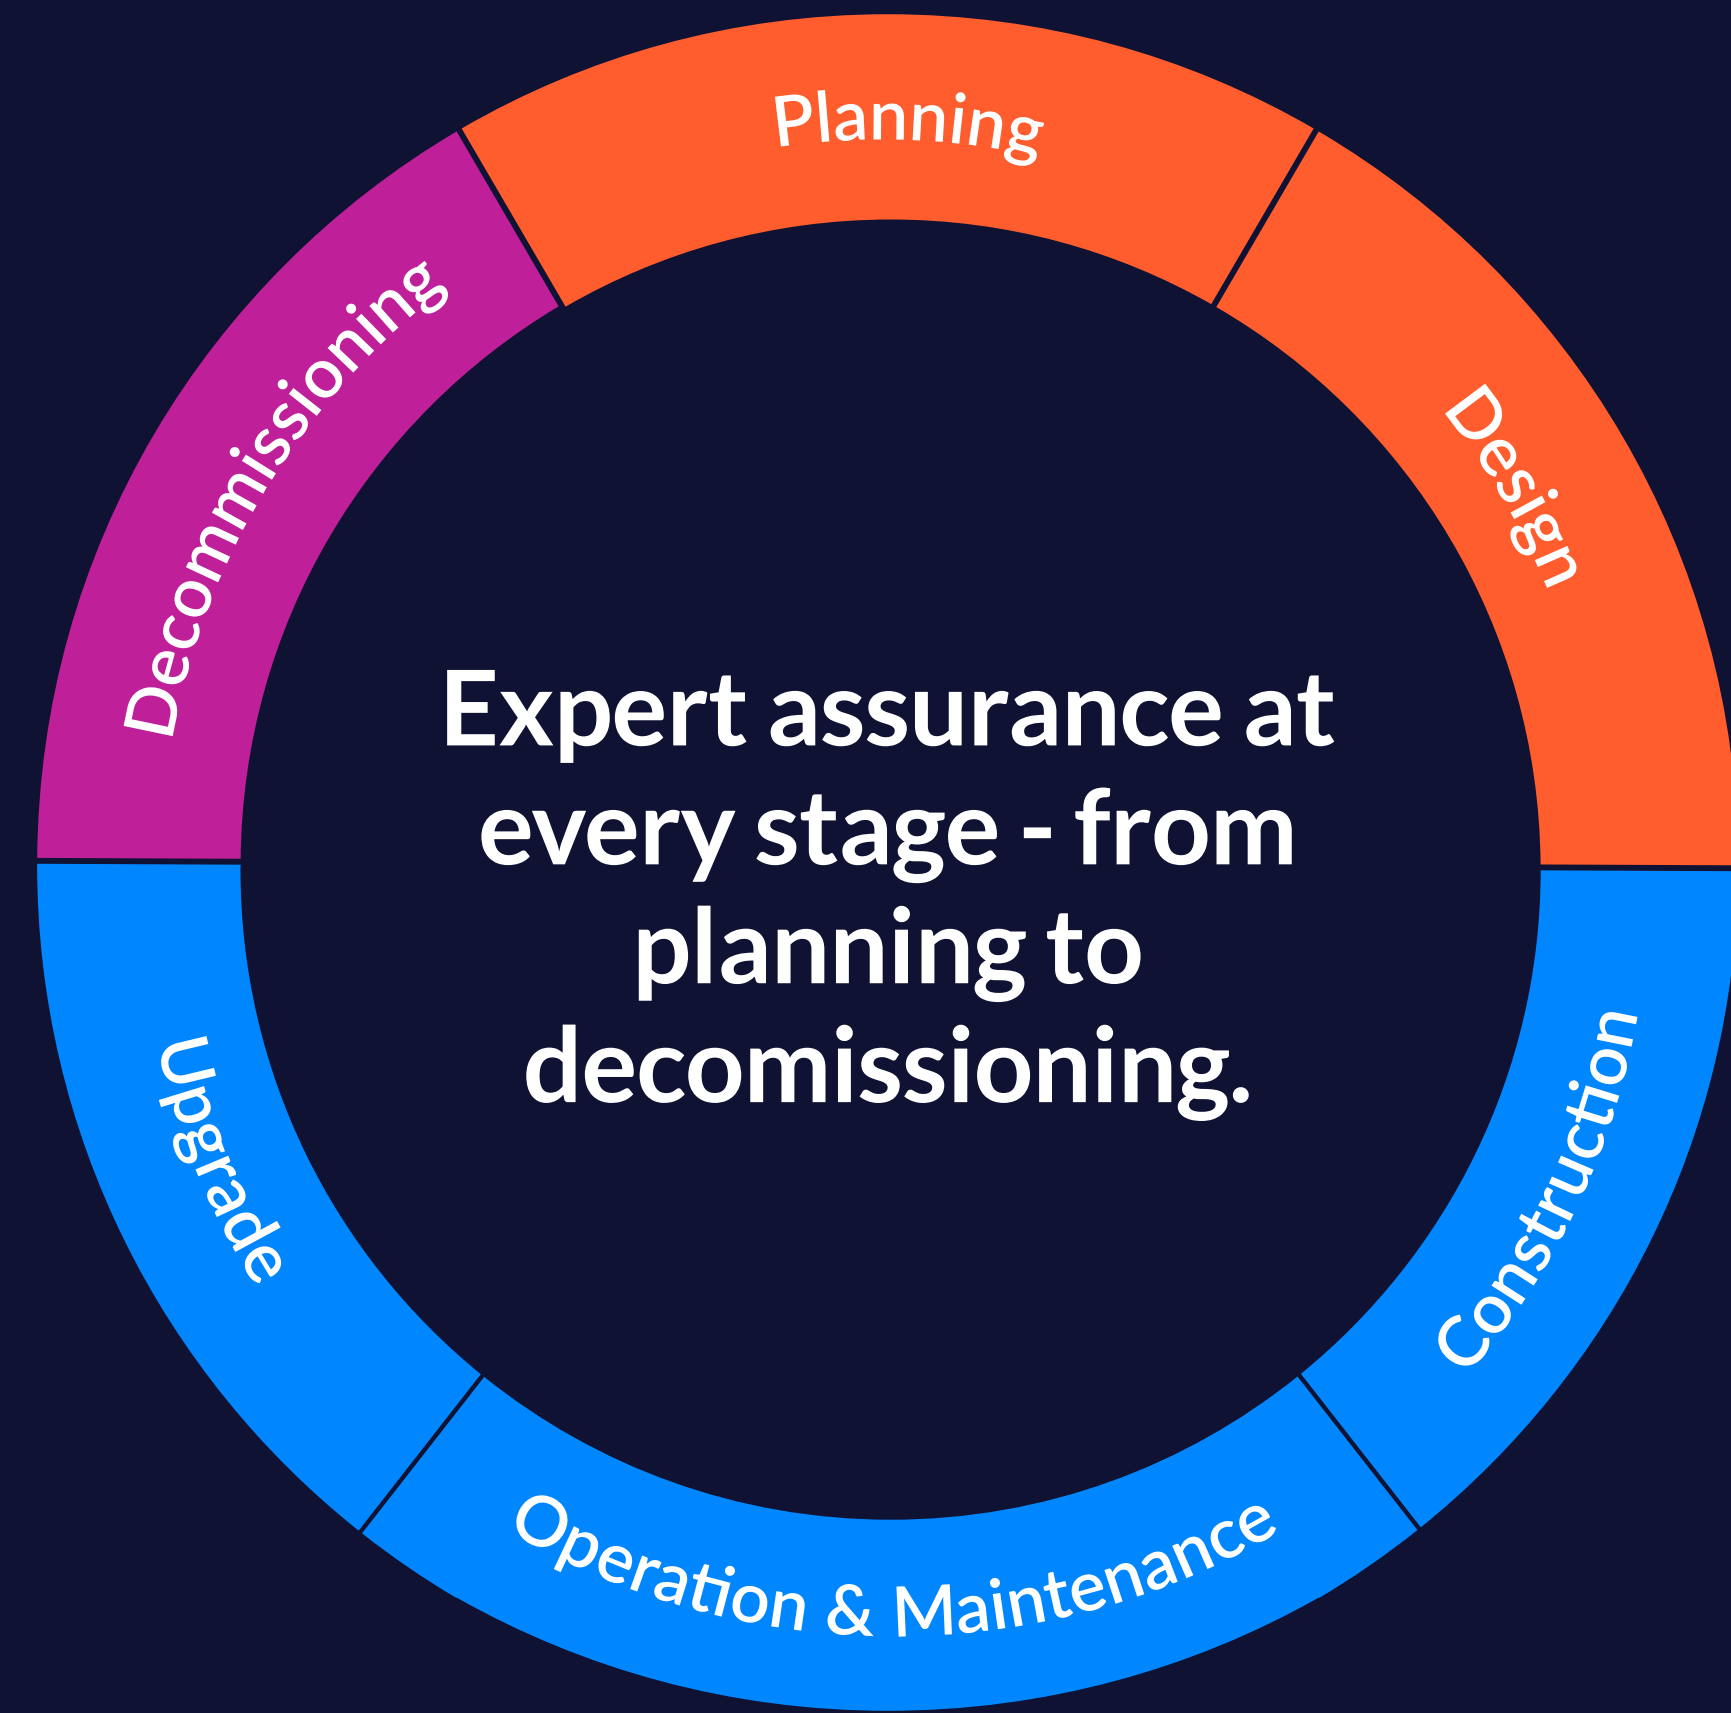 Planning
Design
Construction
Operation & Maintenance
Upgrade
Decommissioning
Expert assurance at
every stage - from
planning to
decomissioning.